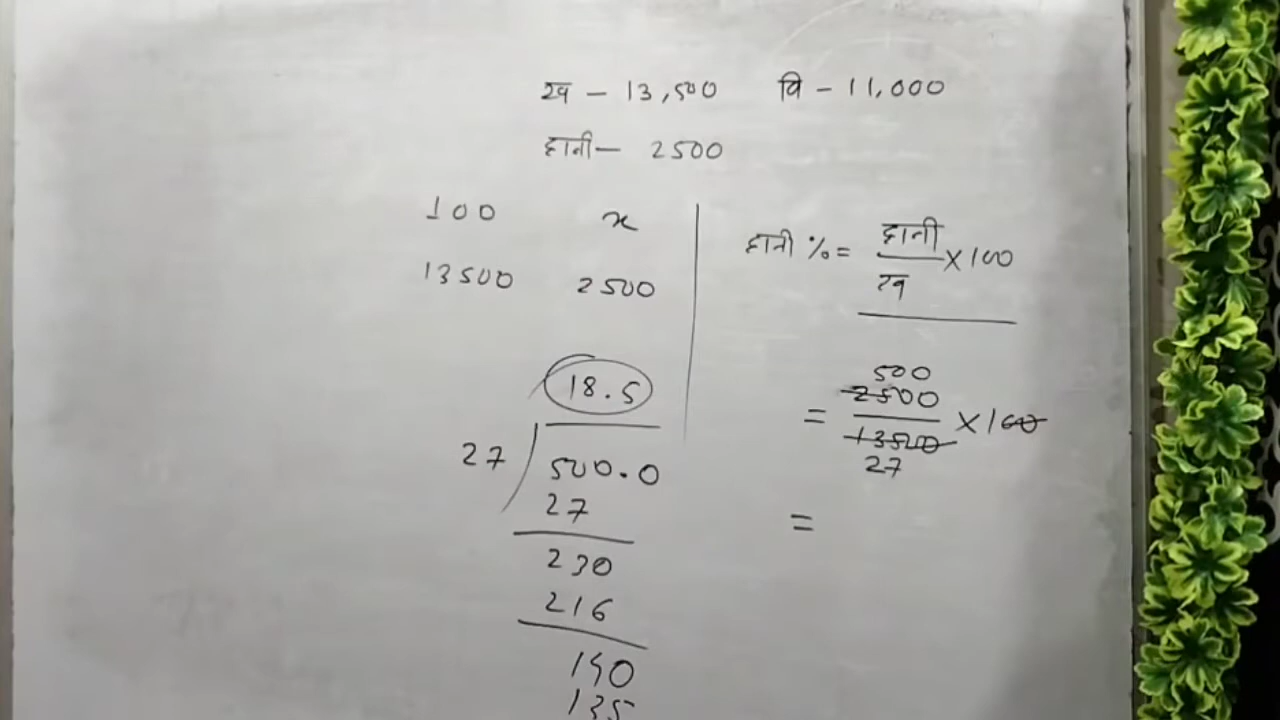 ख - 13,500 वि - 11,000
हानी - 2500
100 x
13500 2500
18.5
27 500.0
27
230
216
140
135
हानी % = हानी/ख × 100
500
= 2500/13500 × 100
27
=